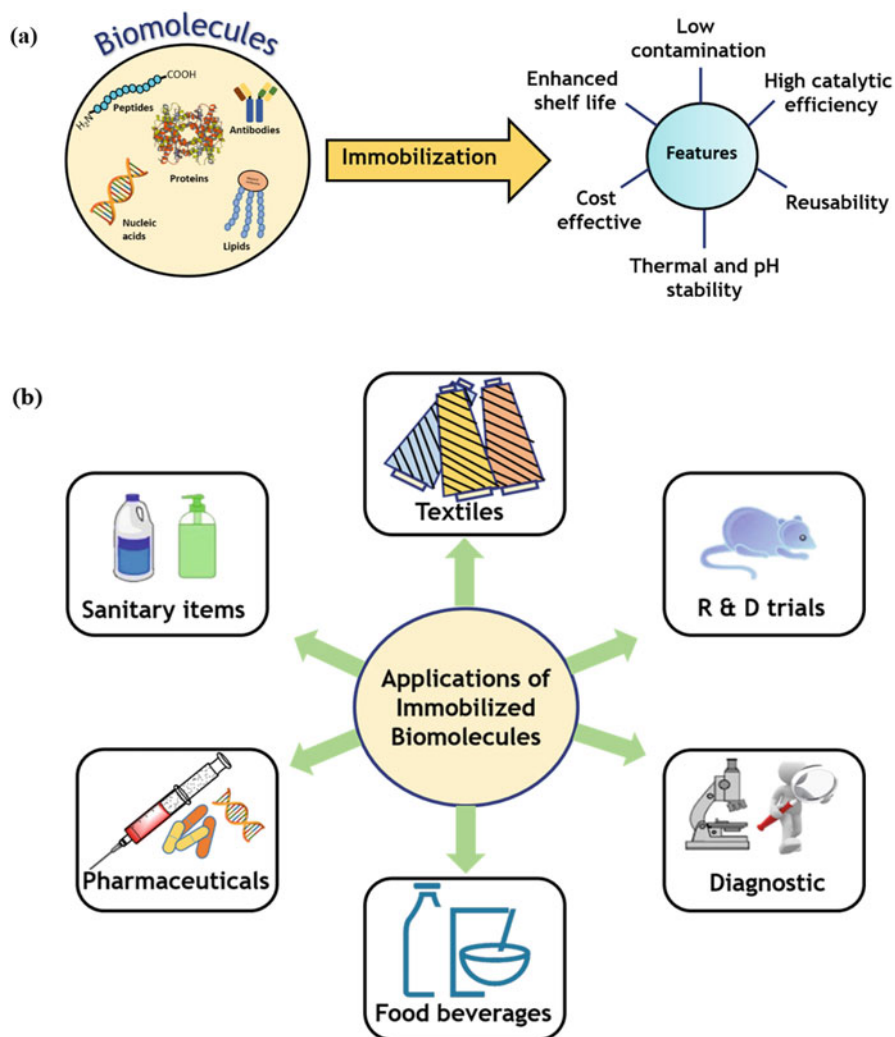 (a)
Biomolecules
H₂N
COOH
Peptides
Antibodies
Proteins
Nucleic
acids
Lipids
Immobilization
Low
contamination
Enhanced
shelf life
High catalytic
efficiency
Features
Cost
effective
Reusability
Thermal and pH
stability
(b)
Textiles
Sanitary items
R & D trials
Applications of
Immobilized
Biomolecules
Pharmaceuticals
Diagnostic
Food beverages